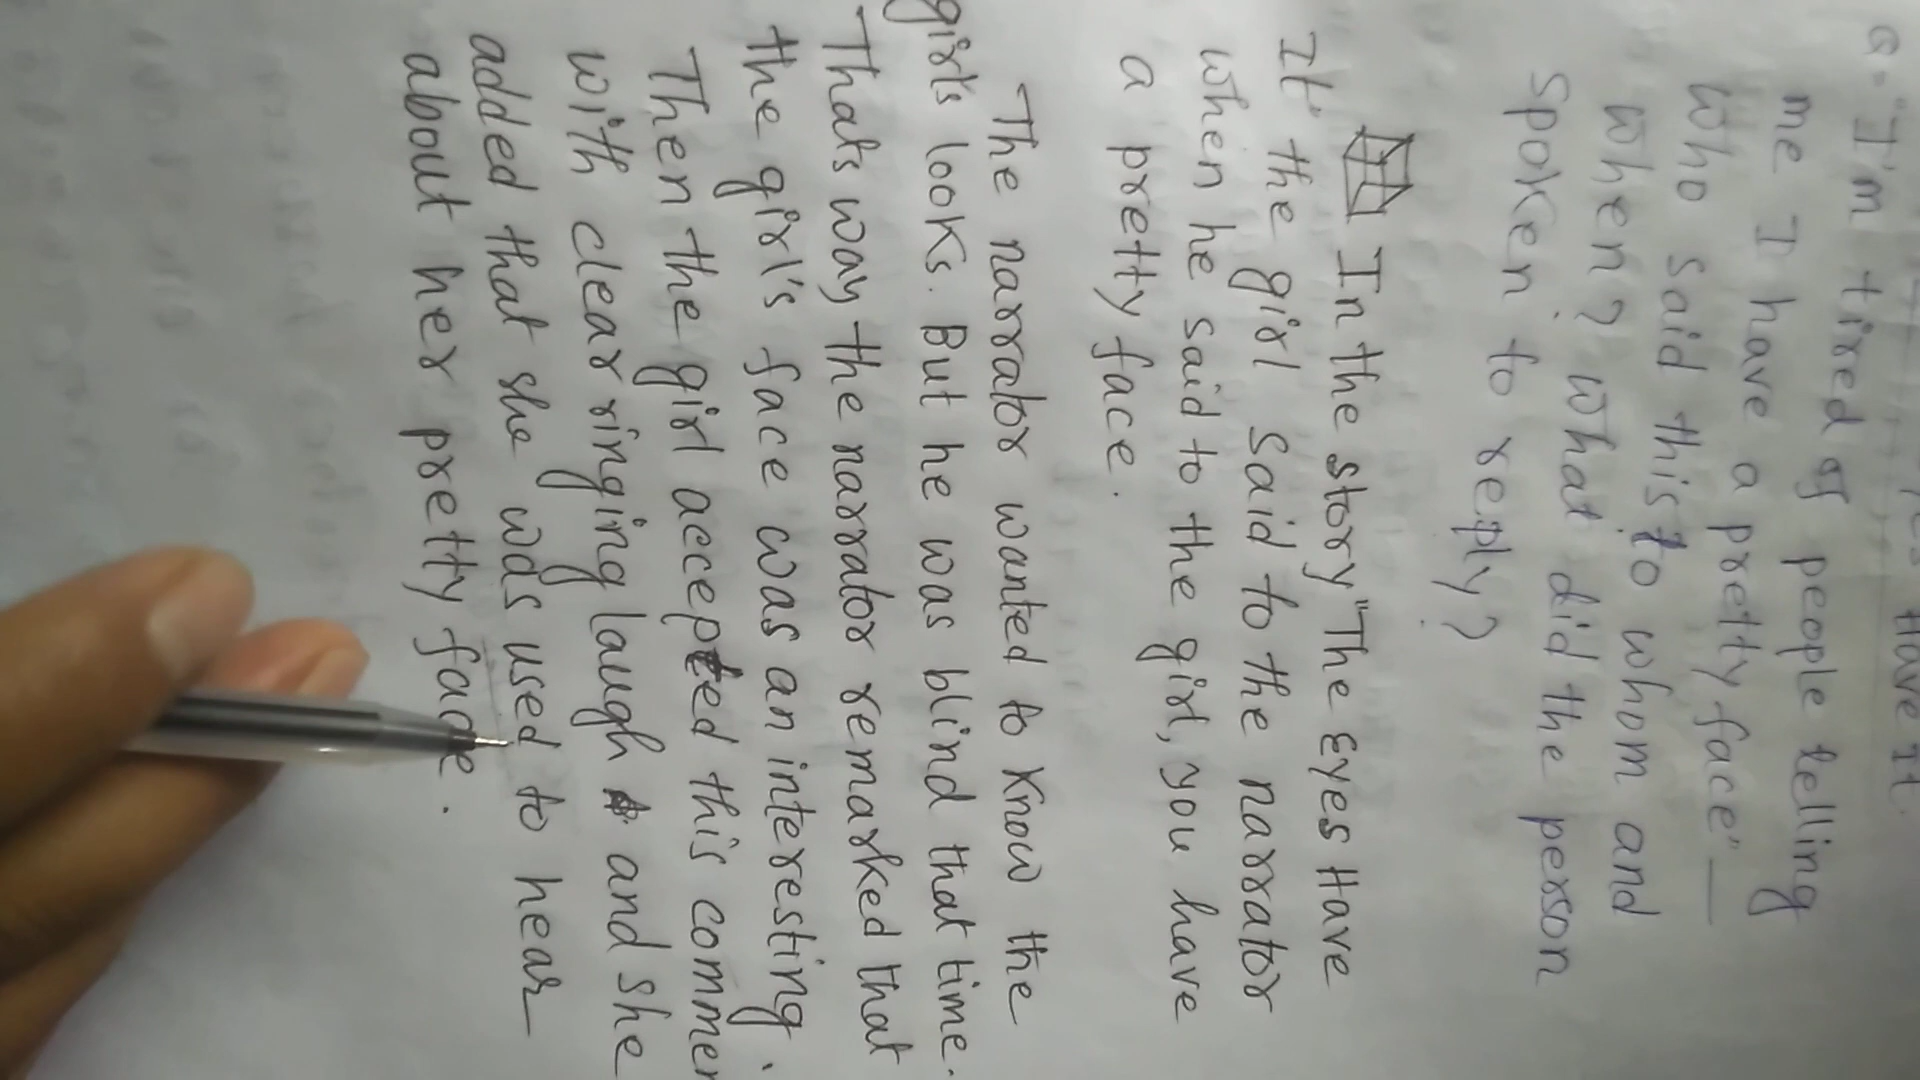 Have It.
Q. "I'm tired of people telling
me I have a pretty face" —
Who said this to whom and
when? What did the person
spoken to reply?
In the story "The Eyes Have
It" the girl said to the narrator
when he said to the girl, you have
a pretty face.
The narrator wanted to know the
girl's looks. But he was blind that time.
Thats way the narrator remarked that
the girl's face was an interesting.
Then the girl accepted this commen
with clear ringing laugh and she
added that she was used to hear
about her pretty face.